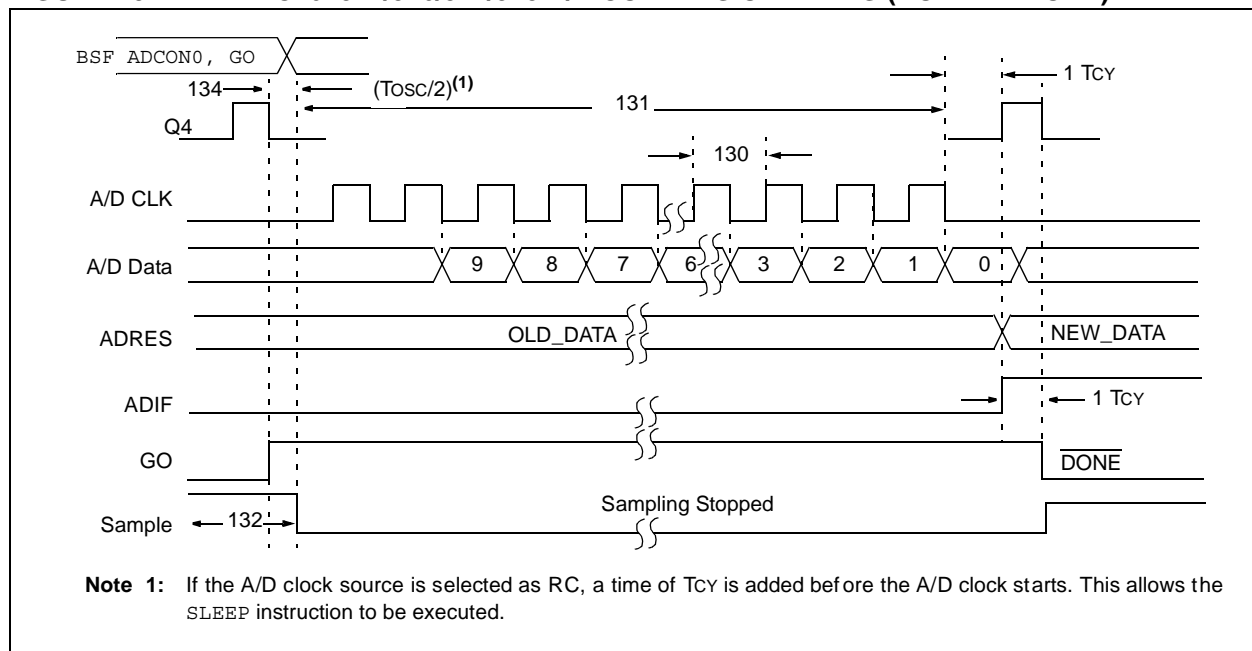 BSF ADCON0, GO
134
(TOSC/2)(1)
131
1 TCY
Q4
130
A/D CLK
A/D Data
9 8 7 6 3 2 1 0
ADRES
OLD_DATA
NEW_DATA
ADIF
1 TCY
GO
DONE
Sampling Stopped
Sample
132
Note 1: If the A/D clock source is selected as RC, a time of TCY is added before the A/D clock starts. This allows the
SLEEP instruction to be executed.